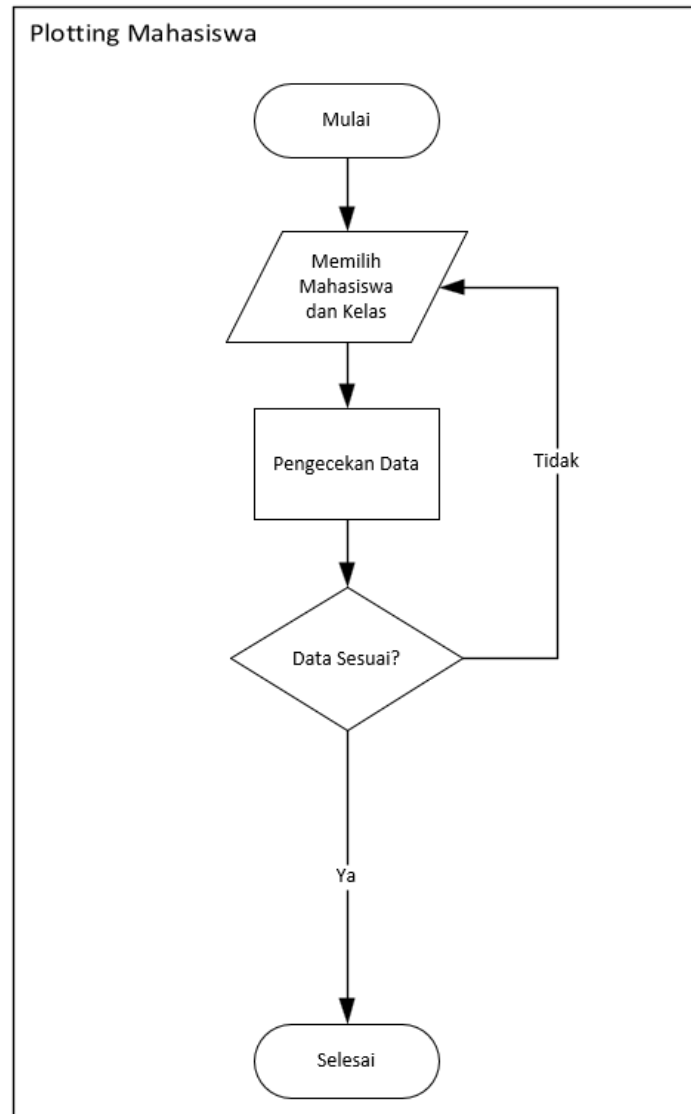 Plotting Mahasiswa
Mulai
Memilih
Mahasiswa
dan Kelas
Pengecekan Data
Tidak
Data Sesuai?
Ya
Selesai